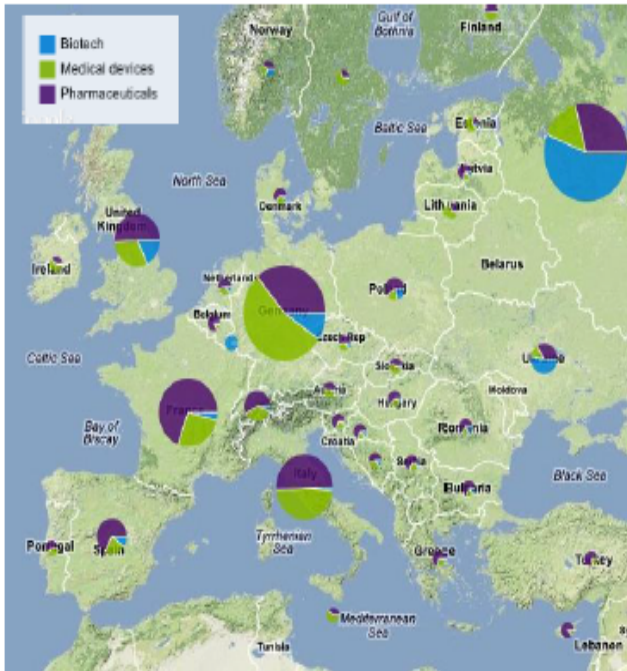 Biotech
Medical devices
Pharmaceuticals
Norway
Gulf of
Bothnia
Finland
Baltic Sea
Estonia
Latvia
Lithuania
North Sea
Denmark
United
Kingdom
Ireland
Netherlands
Belgium
Germany
Poland
Belarus
Czech Rep
Celtic Sea
Slovakia
Ukraine
Moldova
Austria
Hungary
France
Bay of
Biscay
Croatia
Romania
Serbia
Italy
Bulgaria
Black Sea
Portugal
Spain
Tyrrhenian
Sea
Greece
Turkey
Mediterranean
Sea
Tunisia
Lebanon